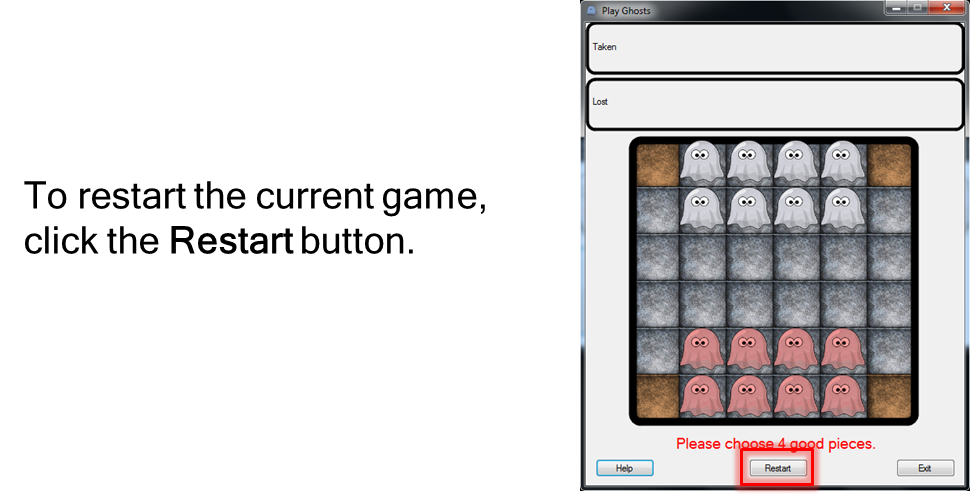 To restart the current game,
click the Restart button.
Play Ghosts
Taken
Lost
Please choose 4 good pieces.
Help
Restart
Exit